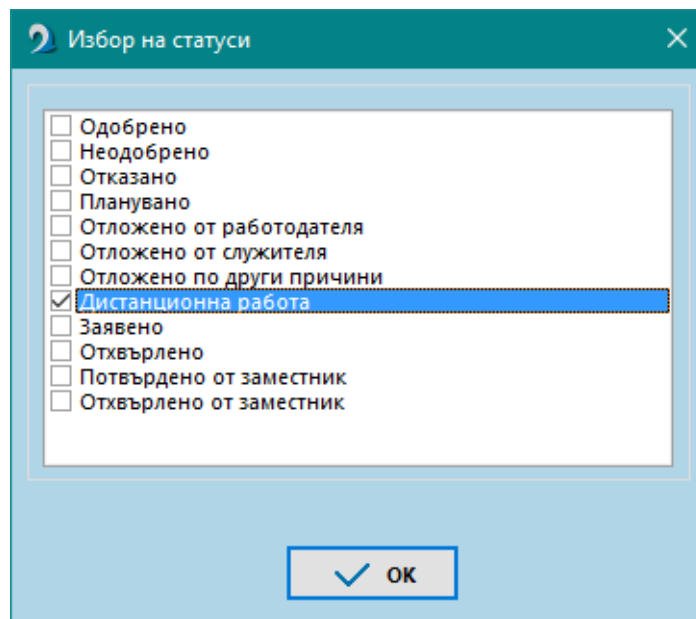 Избор на статуси
Одобрено
Неодобрено
Отказано
Планувано
Отложено от работодателя
Отложено от служителя
Отложено по други причини
Дистанционна работа
Заявено
Отхвърлено
Потвърдено от заместник
Отхвърлено от заместник
OK